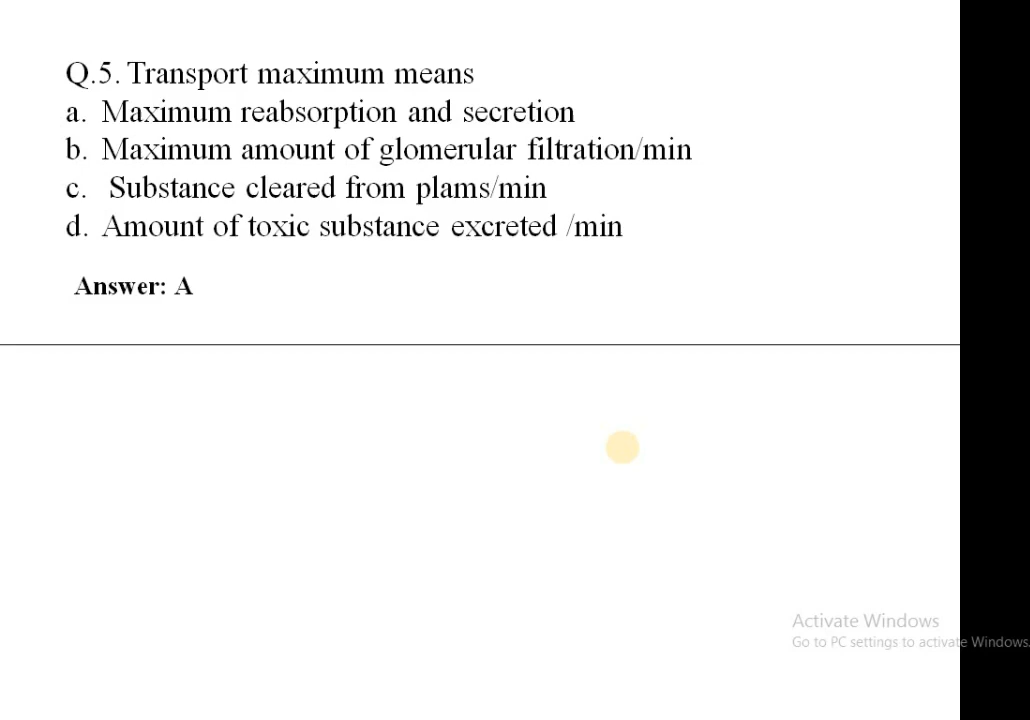 Q.5. Transport maximum means
a. Maximum reabsorption and secretion
b. Maximum amount of glomerular filtration/min
c. Substance cleared from plams/min
d. Amount of toxic substance excreted /min
Answer: A
Activate Windows
Go to PC settings to activate Windows.